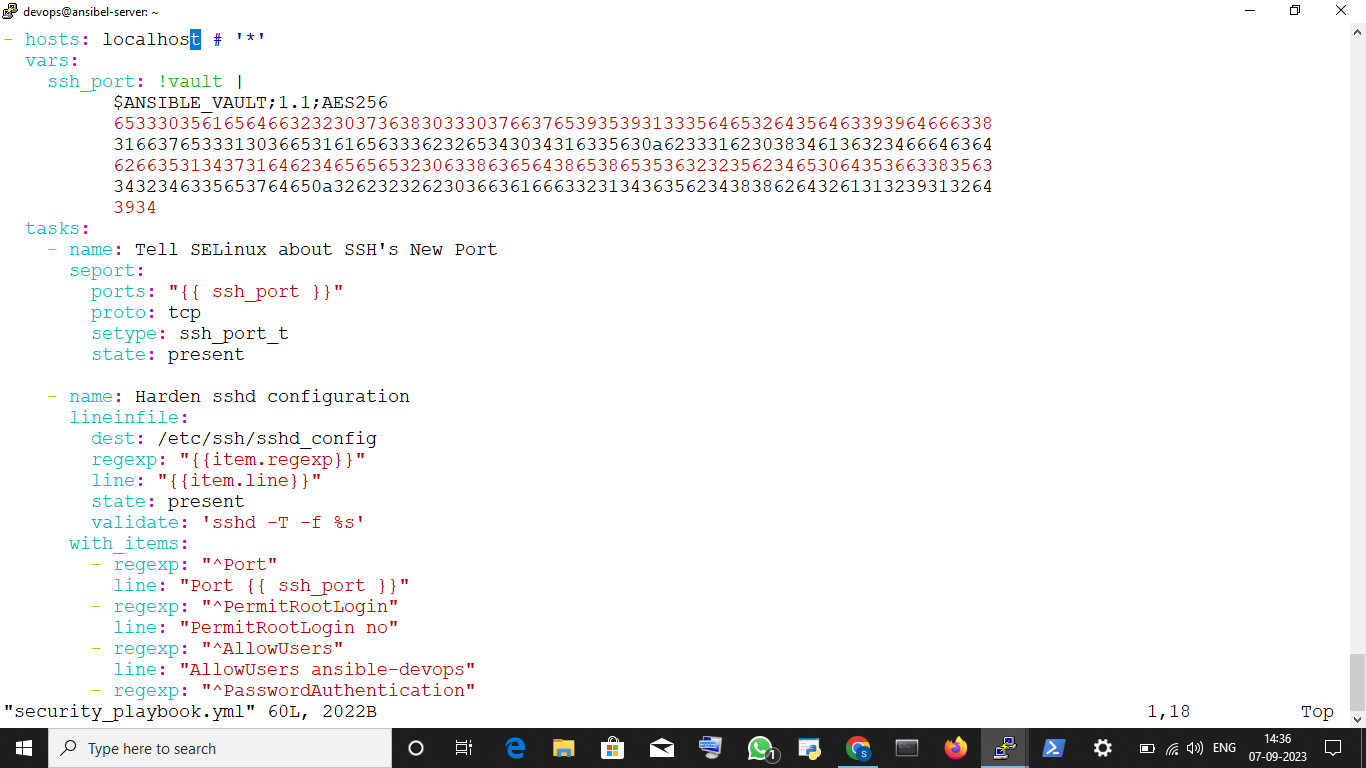 devops@ansibel-server: ~
- hosts: localhost # '*'
  vars:
    ssh_port: !vault |
          $ANSIBLE_VAULT;1.1;AES256
          65333035616564663232303736383033303766376539353931333564653264356463393964666338
          3166376533313036653161656333623265343034316335630a623331623038346136323466646364
          62663531343731646234656565323063386365643865386535363232356234653064353663383563
          3432346335653764650a326232326230366361666332313436356234383862643261313239313264
          3934
  tasks:
    - name: Tell SELinux about SSH's New Port
      seport:
        ports: "{{ ssh_port }}"
        proto: tcp
        setype: ssh_port_t
        state: present
    - name: Harden sshd configuration
      lineinfile:
        dest: /etc/ssh/sshd_config
        regexp: "{{item.regexp}}"
        line: "{{item.line}}"
        state: present
        validate: 'sshd -T -f %s'
      with_items:
        - regexp: "^Port"
          line: "Port {{ ssh_port }}"
        - regexp: "^PermitRootLogin"
          line: "PermitRootLogin no"
        - regexp: "^AllowUsers"
          line: "AllowUsers ansible-devops"
        - regexp: "^PasswordAuthentication"
"security_playbook.yml" 60L, 2022B 1,18 Top
Type here to search
1
S
ENG
14:36
07-09-2023